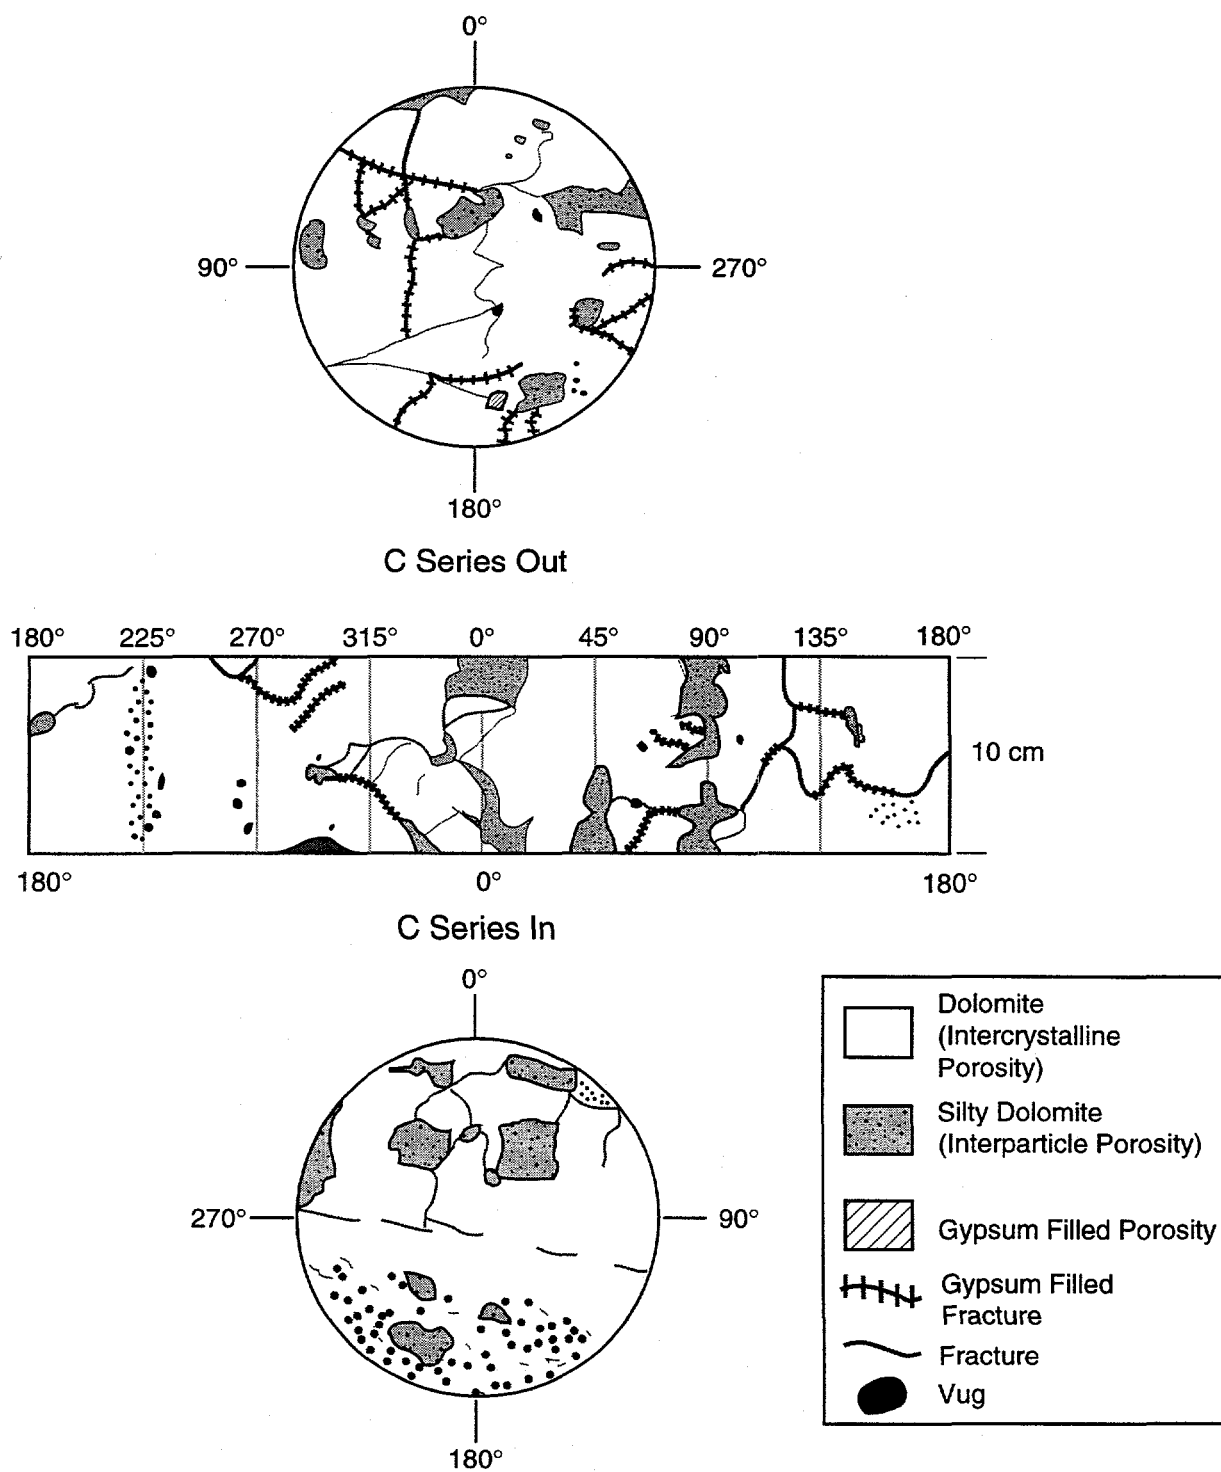 0°
90°
270°
180°
C Series Out
180° 225° 270° 315° 0° 45° 90° 135° 180°
10 cm
180° 0° 180°
C Series In
0°
270°
90°
180°
Dolomite
(Intercrystalline
Porosity)
Silty Dolomite
(Interparticle Porosity)
Gypsum Filled Porosity
Gypsum Filled
Fracture
Fracture
Vug